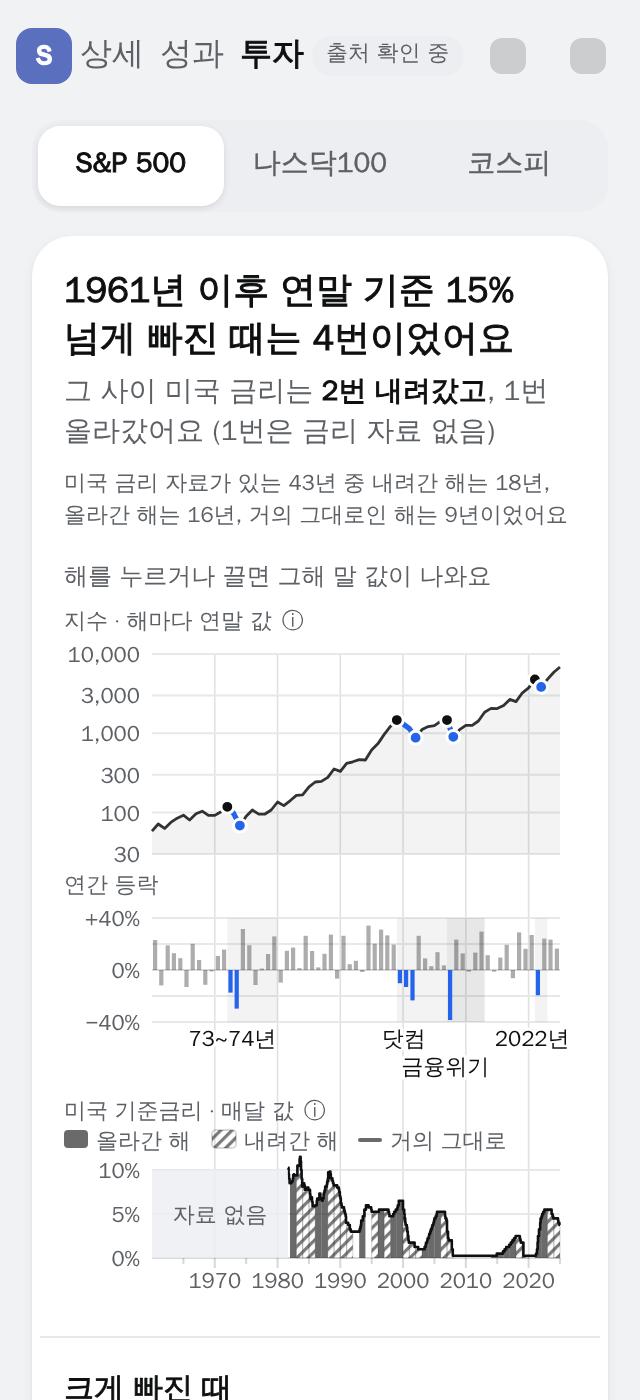 S 상세 성과 투자 출처 확인 중
S&P 500 나스닥100 코스피
1961년 이후 연말 기준 15%
넘게 빠진 때는 4번이었어요
그 사이 미국 금리는 2번 내려갔고, 1번
올라갔어요 (1번은 금리 자료 없음)
미국 금리 자료가 있는 43년 중 내려간 해는 18년,
올라간 해는 16년, 거의 그대로인 해는 9년이었어요
해를 누르거나 끌면 그해 말 값이 나와요
지수 · 해마다 연말 값 ⓘ
10,000
3,000
1,000
300
100
30
연간 등락
+40%
0%
−40%
73~74년 닷컴 2022년
금융위기
미국 기준금리 · 매달 값 ⓘ
올라간 해 내려간 해 거의 그대로
10%
5%
자료 없음
0%
1970 1980 1990 2000 2010 2020
크게 빠진 때